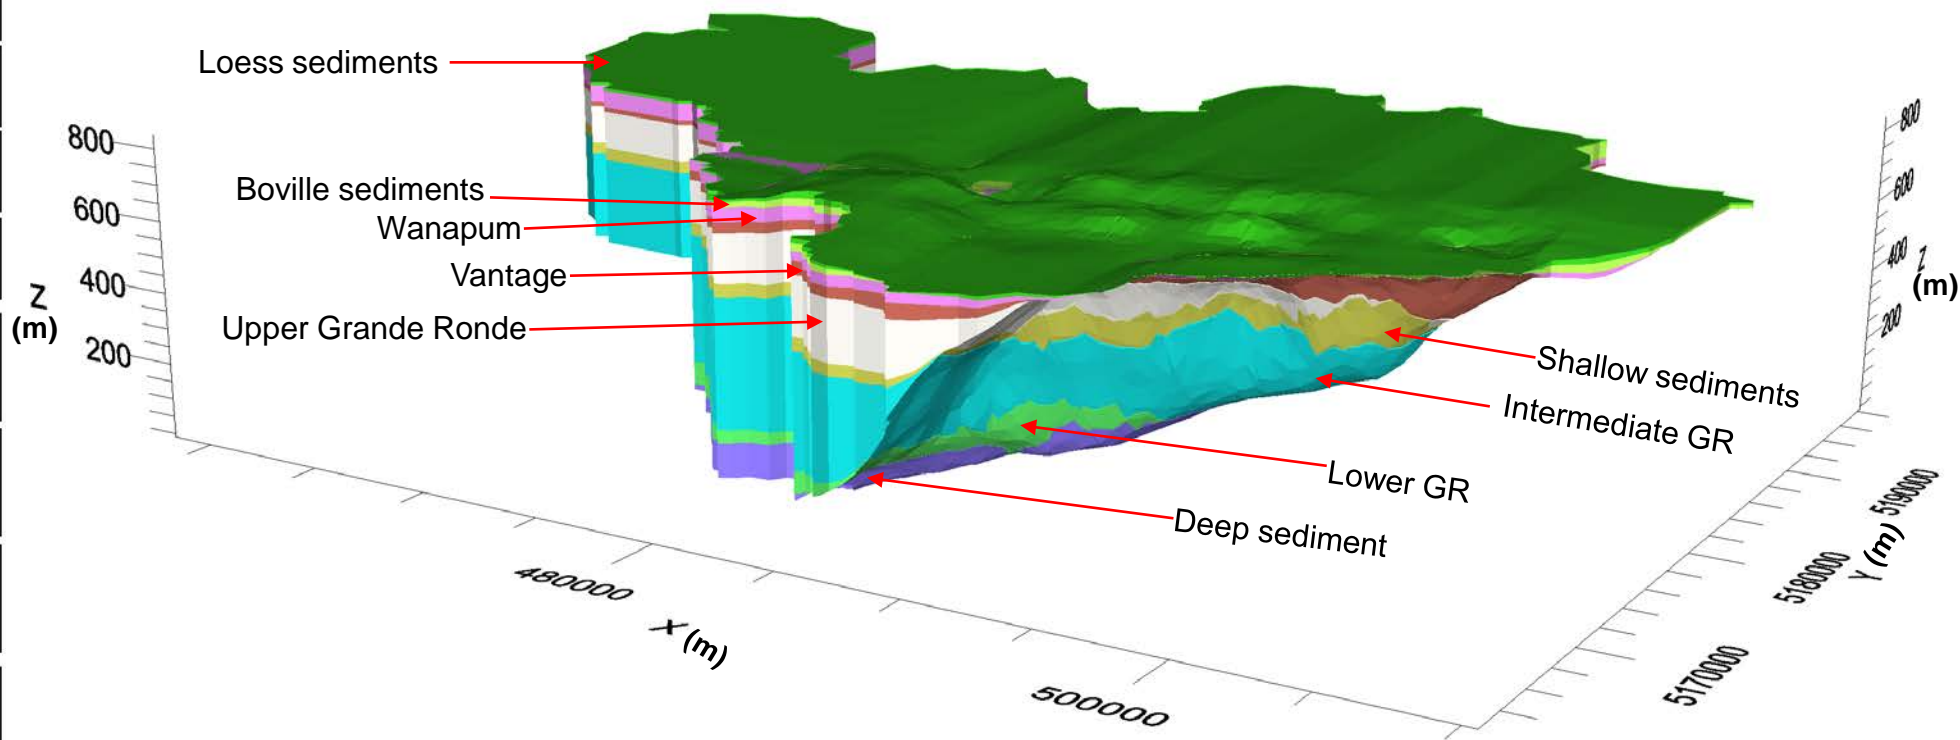 Loess sediments
Boville sediments
Wanapum
Vantage
Upper Grande Ronde
Shallow sediments
Intermediate GR
Lower GR
Deep sediment
800
600
400
200
Z
(m)
480000
500000
X (m)
800
600
400
200
Z
(m)
5190000
5180000
5170000
Y (m)